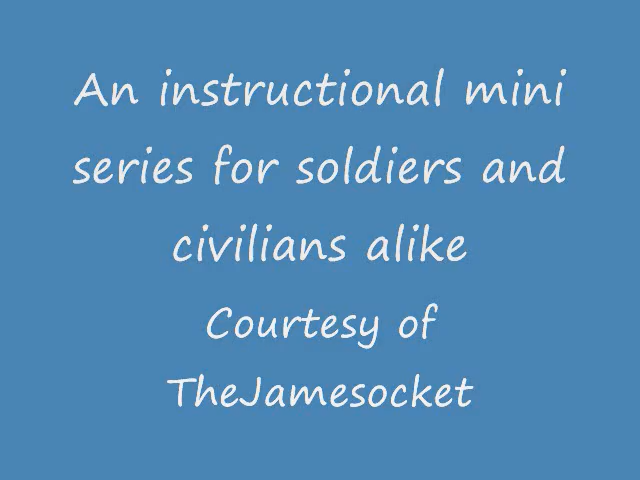 An instructional mini
series for soldiers and
civilians alike
Courtesy of
TheJamesocket